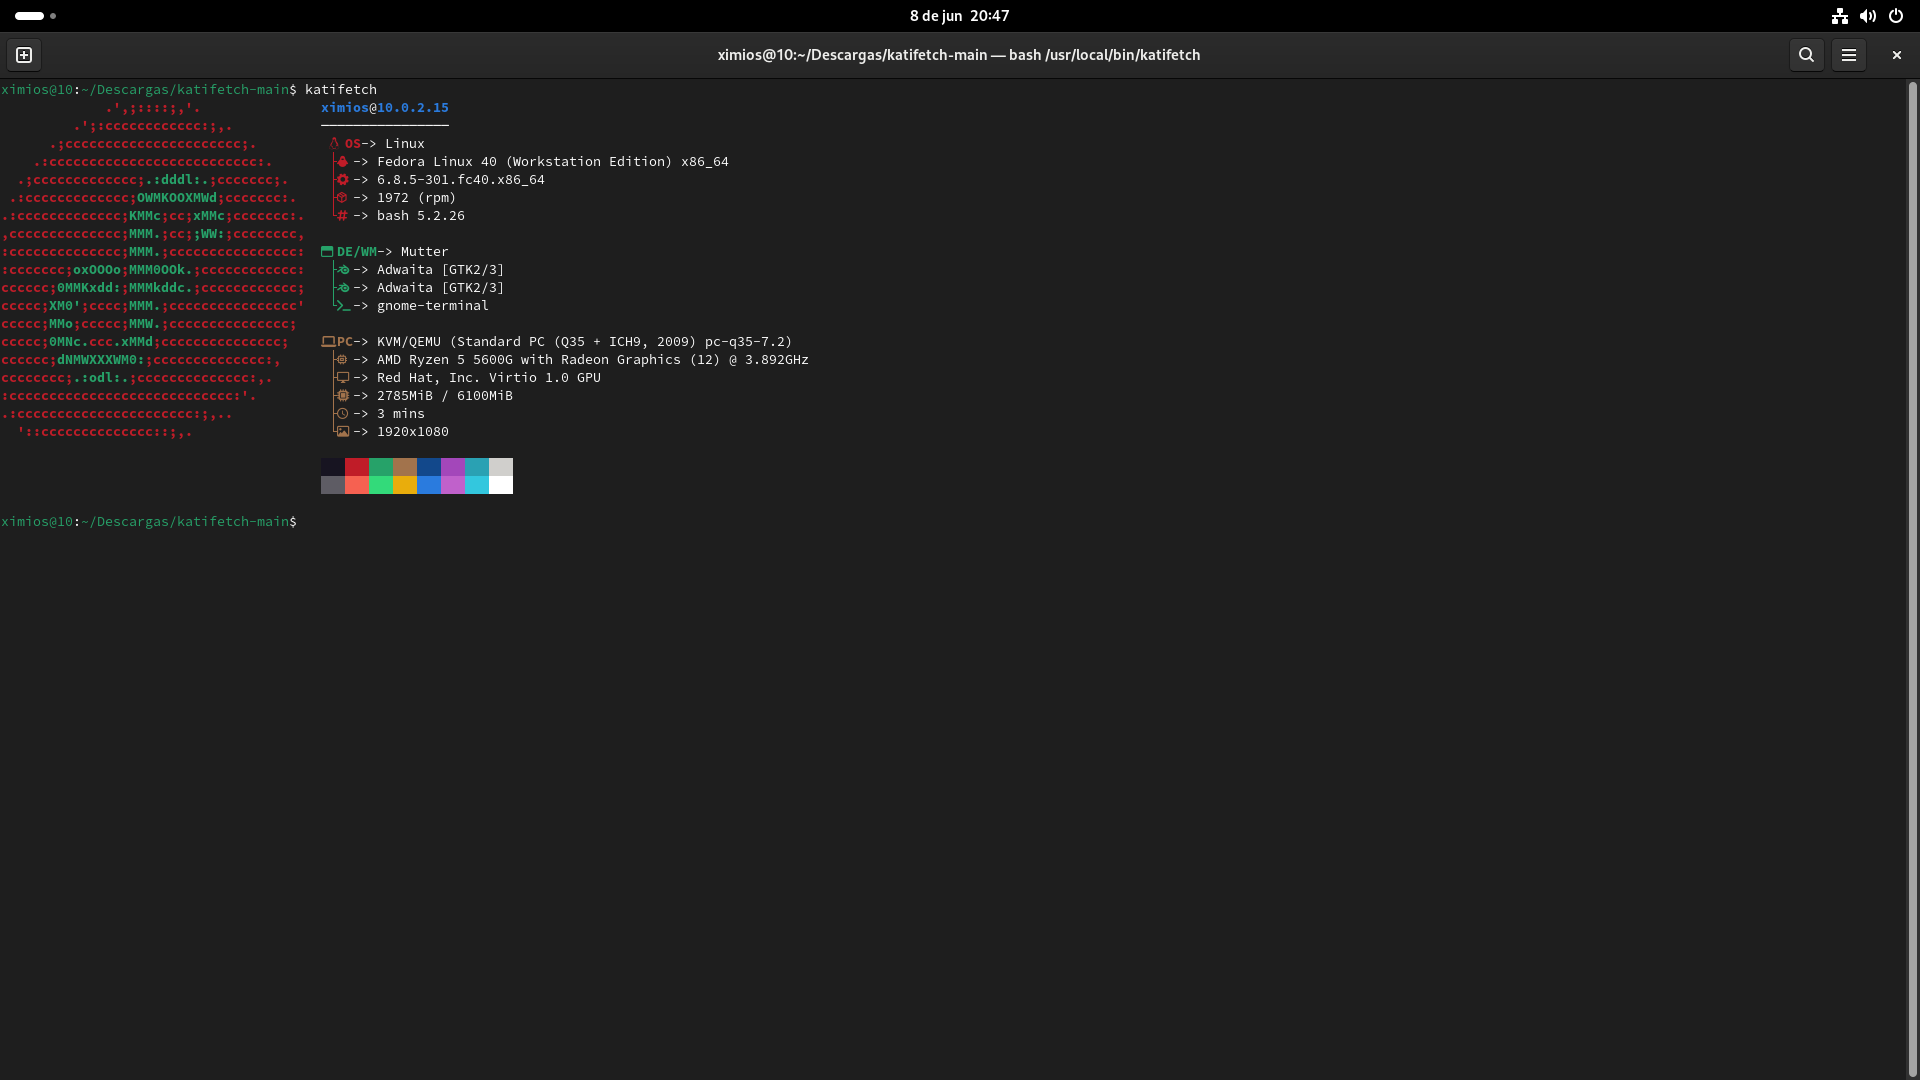 8 de jun 20:47
ximios@10:~/Descargas/katifetch-main — bash /usr/local/bin/katifetch
ximios@10:~/Descargas/katifetch-main$ katifetch
.',;::::;,'.
.';:cccccccccccc:;,.
.;cccccccccccccccccccccc;.
.:cccccccccccccccccccccccccc:.
.;ccccccccccccc;.:dddl:.;ccccccc;.
.:ccccccccccccc;OWMKOOXMWd;ccccccc:.
.:ccccccccccccc;KMMc;cc;xMMc;ccccccc:.
,cccccccccccccc;MMM.;cc;;WW:;cccccccc,
:cccccccccccccc;MMM.;cccccccccccccccc:
:ccccccc;oxOOOo;MMM0OOk.;cccccccccccc:
cccccc;0MMKxdd:;MMMkddc.;cccccccccccc;
ccccc;XM0';cccc;MMM.;cccccccccccccccc'
ccccc;MMo;ccccc;MMW.;ccccccccccccccc;
ccccc;0MNc.ccc.xMMd;ccccccccccccccc;
cccccc;dNMWXXXWM0:;cccccccccccccc:,
cccccccc;.:odl:.;cccccccccccccc:,.
:cccccccccccccccccccccccccccc:'.
.:cccccccccccccccccccccc:;,..
'::cccccccccccccc::;,.
ximios@10.0.2.15
────────────────
OS-> Linux
├ -> Fedora Linux 40 (Workstation Edition) x86_64
├ -> 6.8.5-301.fc40.x86_64
├ -> 1972 (rpm)
└ # -> bash 5.2.26
DE/WM-> Mutter
├ -> Adwaita [GTK2/3]
├ -> Adwaita [GTK2/3]
└ >_ -> gnome-terminal
PC-> KVM/QEMU (Standard PC (Q35 + ICH9, 2009) pc-q35-7.2)
├ -> AMD Ryzen 5 5600G with Radeon Graphics (12) @ 3.892GHz
├ -> Red Hat, Inc. Virtio 1.0 GPU
├ -> 2785MiB / 6100MiB
├ -> 3 mins
└ -> 1920x1080
ximios@10:~/Descargas/katifetch-main$